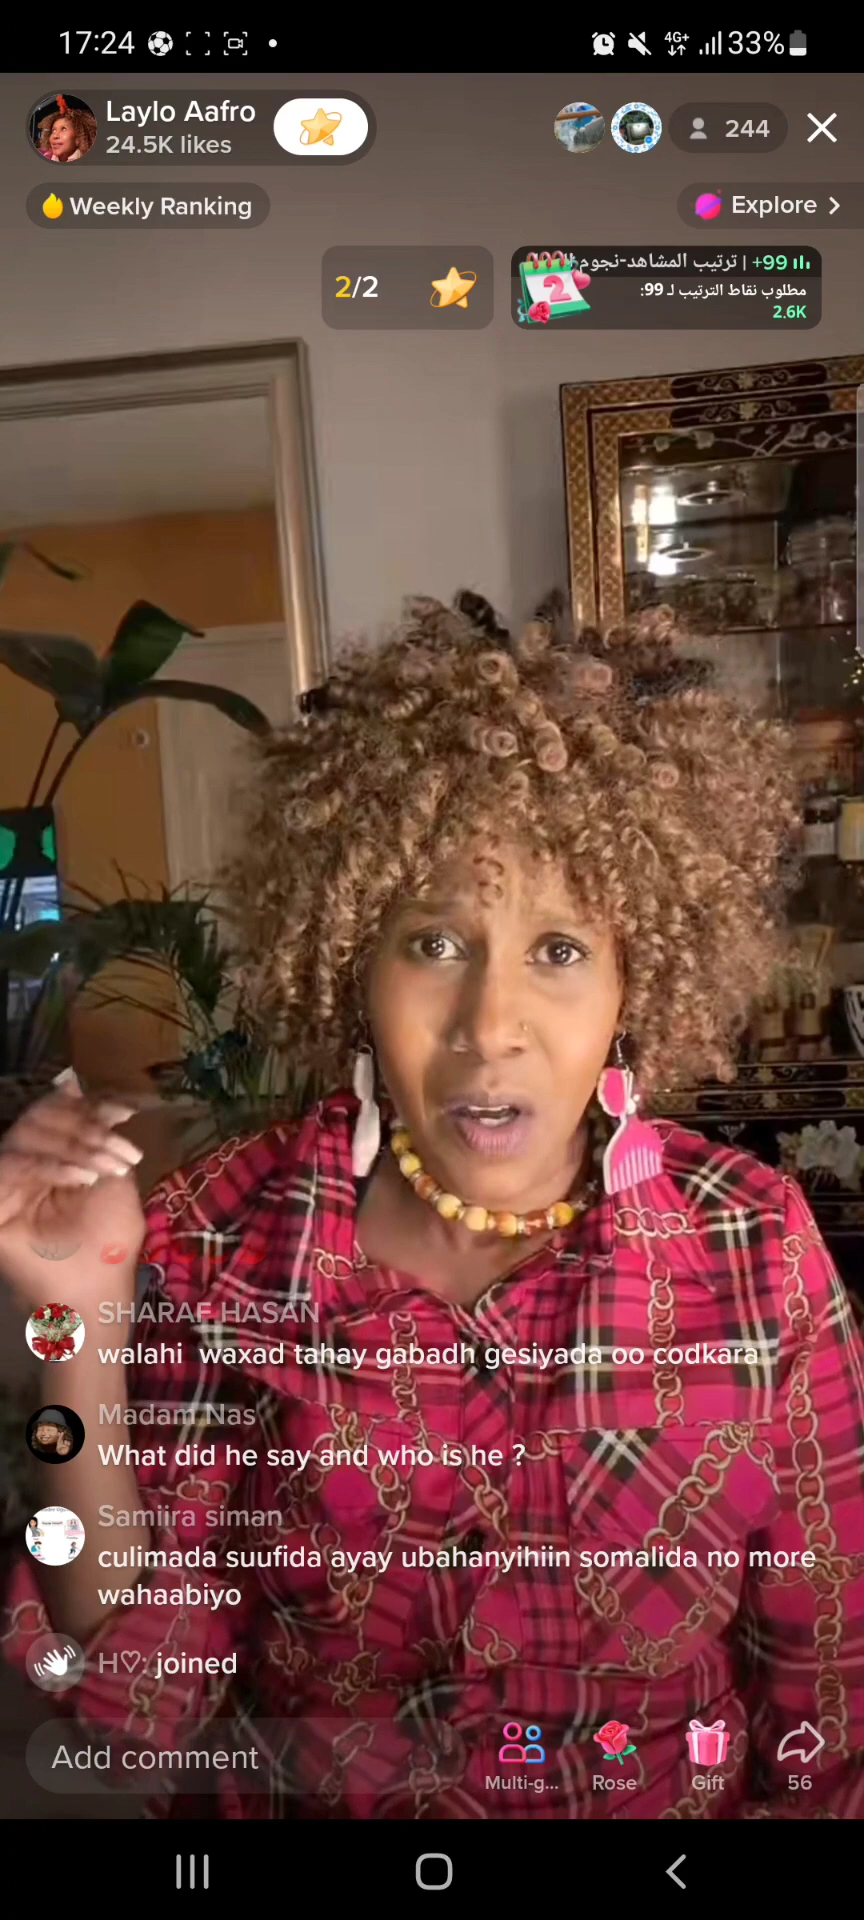 17:24
4G+ 33%
Laylo Aafro
24.5K likes
244
Weekly Ranking
Explore
2/2
+99 | ترتيب المشاهد-نجوم
مطلوب نقاط الترتيب لـ 99:
2.6K
2
SHARAF HASAN
walahi waxad tahay gabadh gesiyada oo codkara
Madam Nas
What did he say and who is he ?
Samiira siman
culimada suufida ayay ubahanyihiin somalida no more
wahaabiyo
H♡: joined
Add comment
Multi-g...
Rose
Gift
56